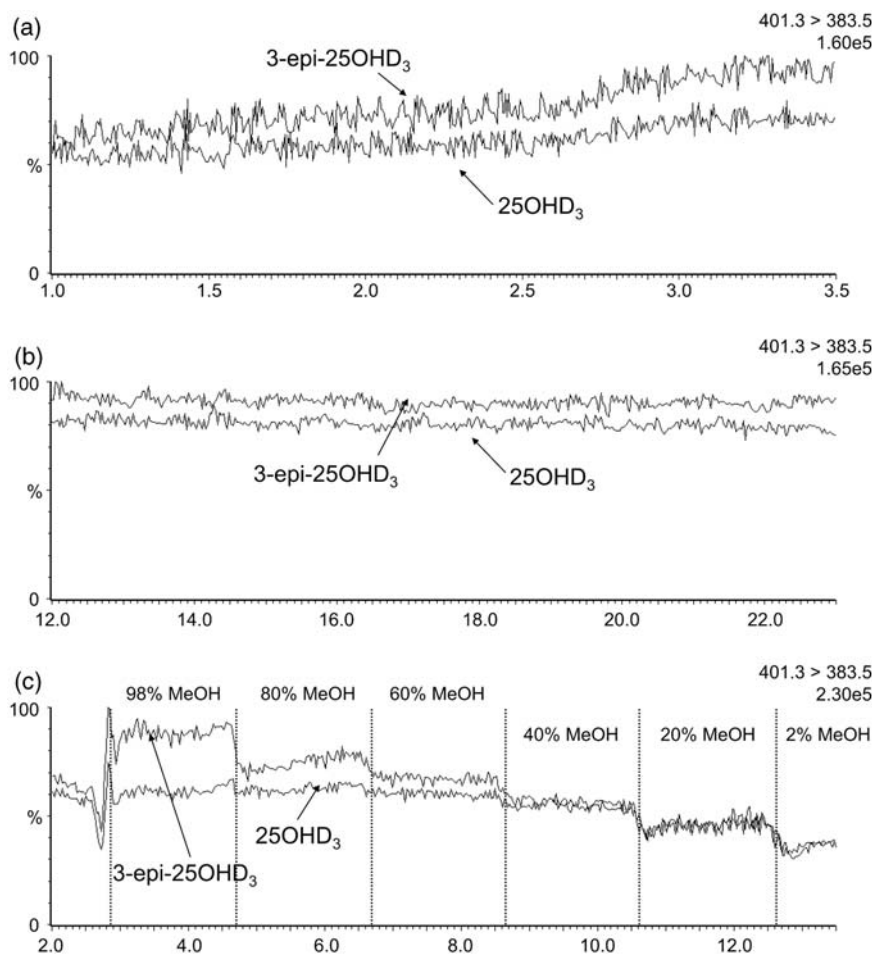 (a)
401.3 > 383.5
1.60e5
100
3-epi-25OHD₃
%
25OHD₃
0
1.0 1.5 2.0 2.5 3.0 3.5
(b)
401.3 > 383.5
1.65e5
100
%
3-epi-25OHD₃ 25OHD₃
0
12.0 14.0 16.0 18.0 20.0 22.0
(c)
401.3 > 383.5
2.30e5
98% MeOH 80% MeOH 60% MeOH
100
40% MeOH 20% MeOH 2% MeOH
%
25OHD₃
3-epi-25OHD₃
0
2.0 4.0 6.0 8.0 10.0 12.0